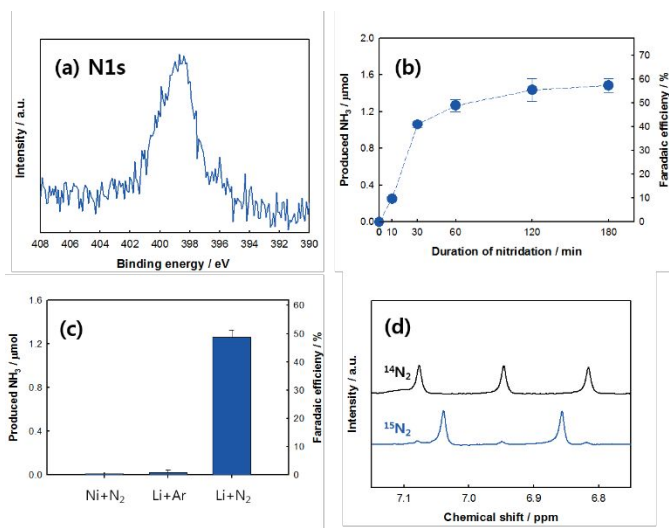 (a) N1s
Intensity / a.u.
408 406 404 402 400 398 396 394 392 390
Binding energy / eV
(b)
Produced NH₃ / μmol
2.0
1.6
1.2
0.8
0.4
0.0
0 10 30 60 120 180
Duration of nitridation / min
70
60
50
40
30
20
10
0
Faradaic efficieny / %
(c)
Produced NH₃ / μmol
1.6
1.2
0.8
0.4
0.0
Ni+N₂ Li+Ar Li+N₂
60
50
40
30
20
10
0
Faradaic efficieny / %
(d)
Intensity / a.u.
¹⁴N₂
¹⁵N₂
7.1 7.0 6.9 6.8
Chemical shift / ppm